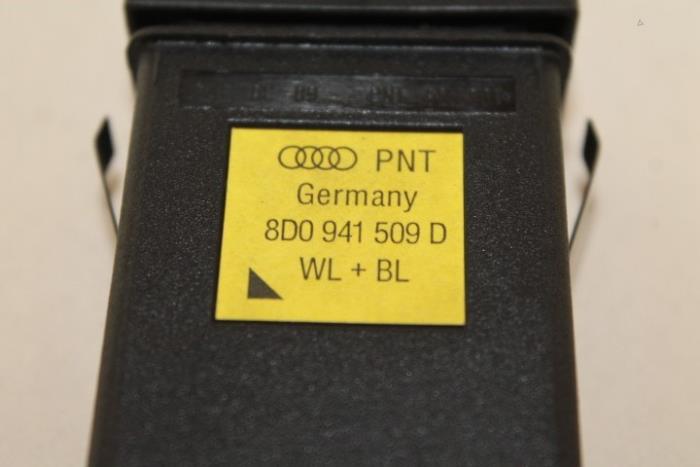 PNT
Germany
8D0 941 509 D
WL + BL